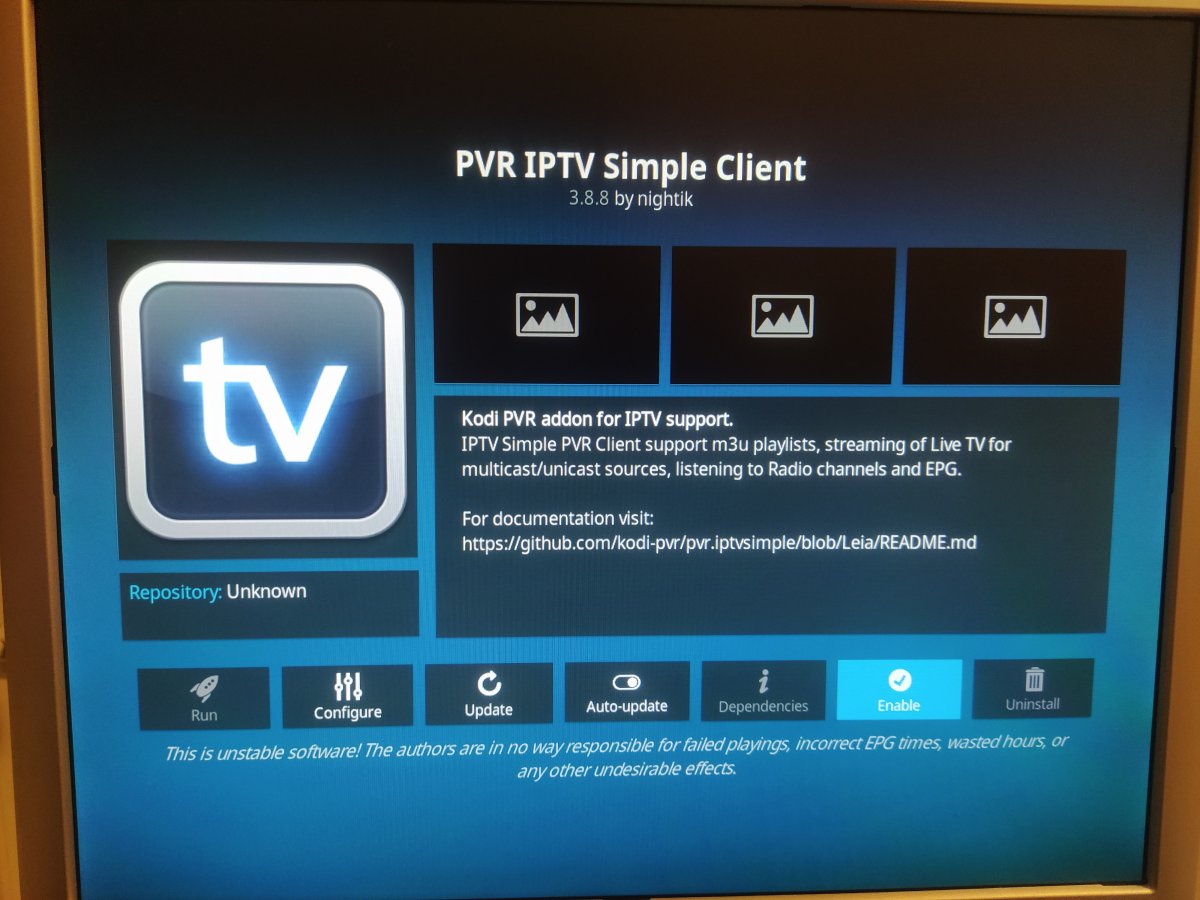 PVR IPTV Simple Client
3.8.8 by nightik
tv
Kodi PVR addon for IPTV support.
IPTV Simple PVR Client support m3u playlists, streaming of Live TV for
multicast/unicast sources, listening to Radio channels and EPG.
For documentation visit:
https://github.com/kodi-pvr/pvr.iptvsimple/blob/Leia/README.md
Repository: Unknown
Run
Configure
Update
Auto-update
Dependencies
Enable
Uninstall
This is unstable software! The authors are in no way responsible for failed playings, incorrect EPG times, wasted hours, or
any other undesirable effects.